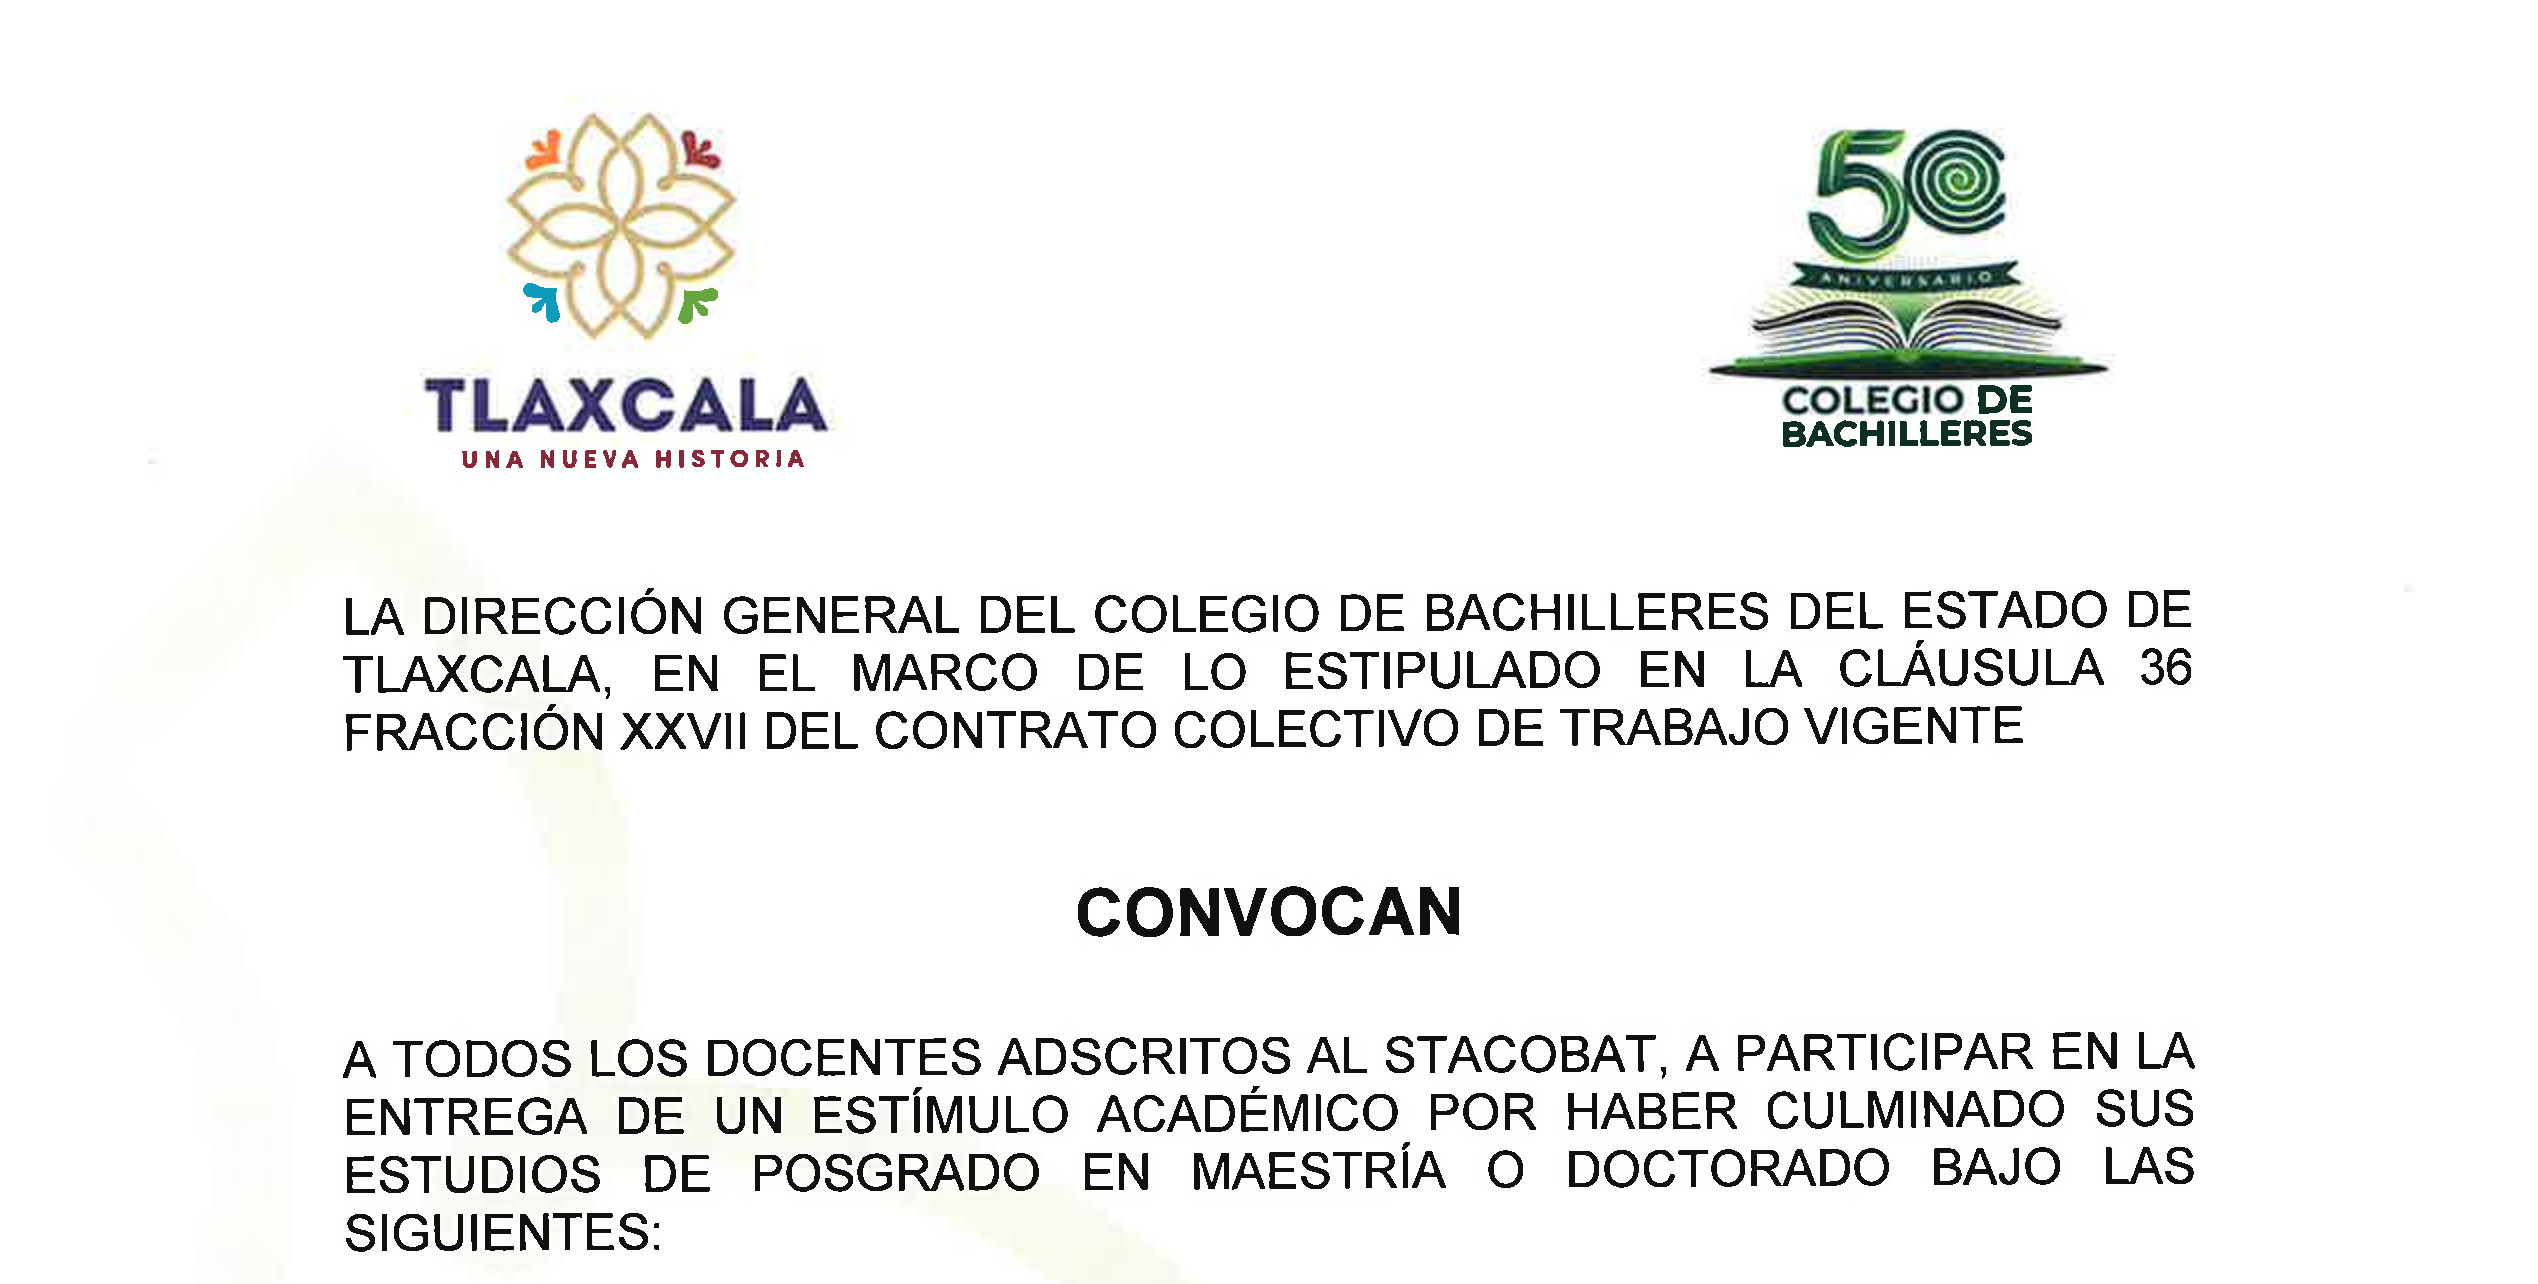 TLAXCALA
UNA NUEVA HISTORIA
50
ANIVERSARIO
COLEGIO DE
BACHILLERES
LA DIRECCIÓN GENERAL DEL COLEGIO DE BACHILLERES DEL ESTADO DE
TLAXCALA, EN EL MARCO DE LO ESTIPULADO EN LA CLÁUSULA 36
FRACCIÓN XXVII DEL CONTRATO COLECTIVO DE TRABAJO VIGENTE
CONVOCAN
A TODOS LOS DOCENTES ADSCRITOS AL STACOBAT, A PARTICIPAR EN LA
ENTREGA DE UN ESTÍMULO ACADÉMICO POR HABER CULMINADO SUS
ESTUDIOS DE POSGRADO EN MAESTRÍA O DOCTORADO BAJO LAS
SIGUIENTES: